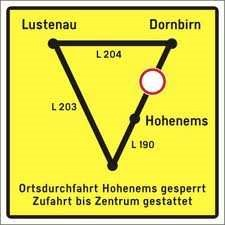 Lustenau Dornbirn
L 204
L 203
Hohenems
L 190
Ortsdurchfahrt Hohenems gesperrt
Zufahrt bis Zentrum gestattet